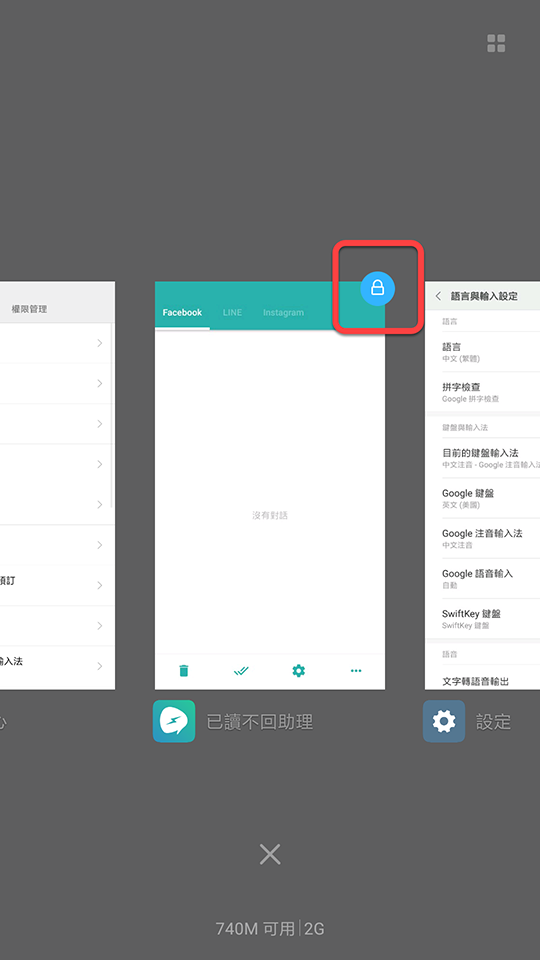 權限管理
預訂
輸入法
心
Facebook
LINE
Instagram
沒有對話
已讀不回助理
語言與輸入設定
語言
語言
中文 (繁體)
拼字檢查
Google 拼字檢查
鍵盤與輸入法
目前的鍵盤輸入法
中文注音 - Google 注音輸入法
Google 鍵盤
英文 (美國)
Google 注音輸入法
中文注音
Google 語音輸入
自動
SwiftKey 鍵盤
SwiftKey 鍵盤
語音
文字轉語音輸出
設定
740M 可用 | 2G